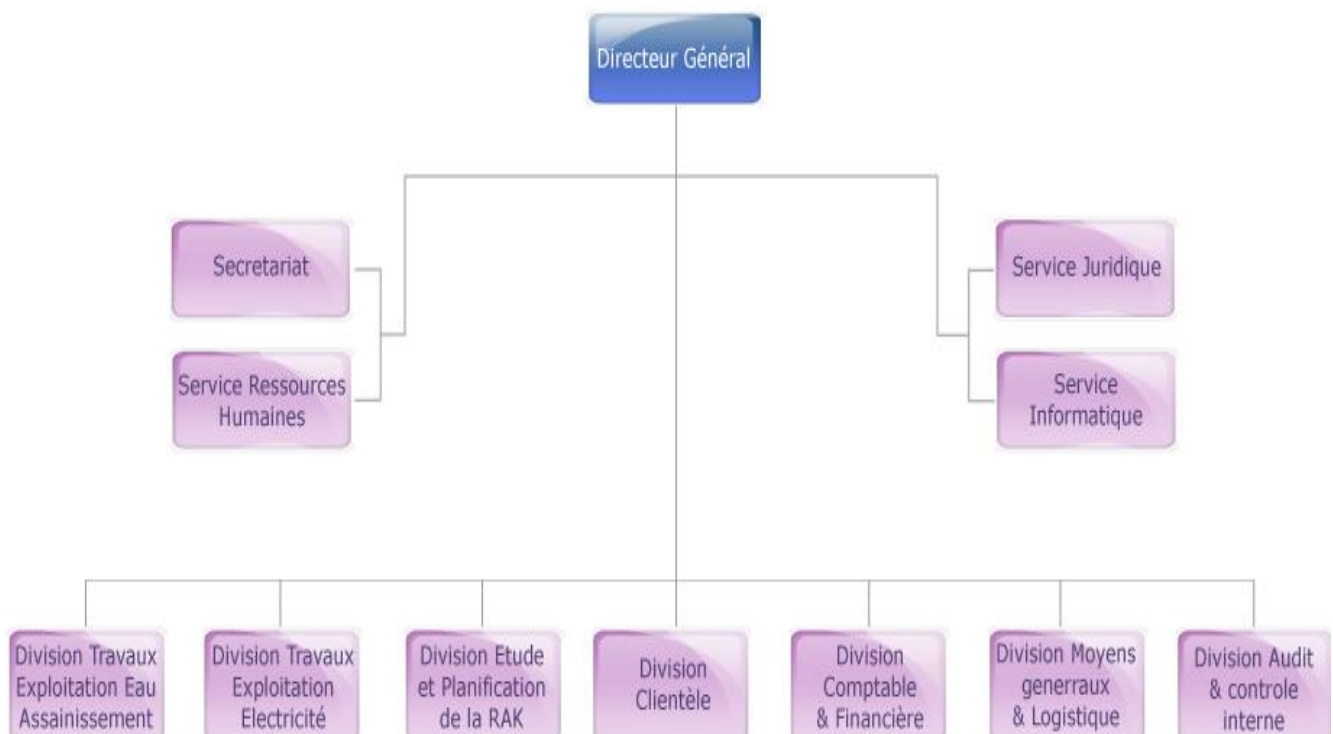 Directeur Général
Secretariat
Service Juridique
Service Ressources
Humaines
Service
Informatique
Division Travaux
Exploitation Eau
Assainissement
Division Travaux
Exploitation
Electricité
Division Etude
et Planification
de la RAK
Division
Clientèle
Division
Comptable
& Financière
Division Moyens
generraux
& Logistique
Division Audit
& controle
interne